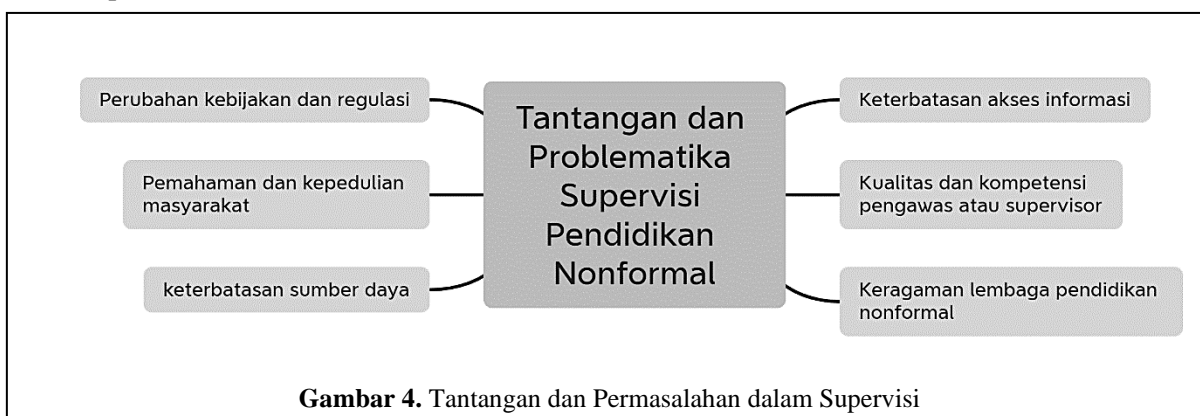 Perubahan kebijakan dan regulasi
Pemahaman dan kepedulian
masyarakat
keterbatasan sumber daya
Tantangan dan
Problematika
Supervisi
Pendidikan
Nonformal
Keterbatasan akses informasi
Kualitas dan kompetensi
pengawas atau supervisor
Keragaman lembaga pendidikan
nonformal
Gambar 4. Tantangan dan Permasalahan dalam Supervisi